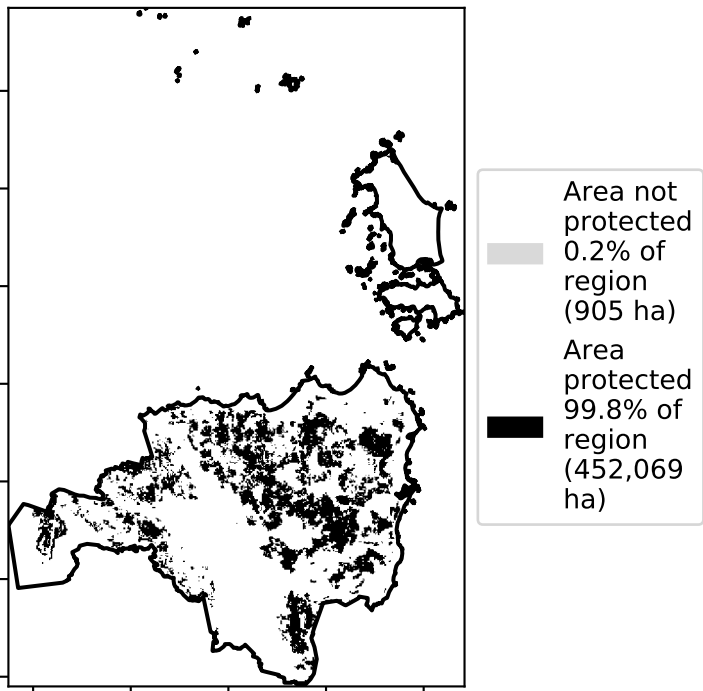 Area not
protected
0.2% of
region
(905 ha)
Area
protected
99.8% of
region
(452,069
ha)